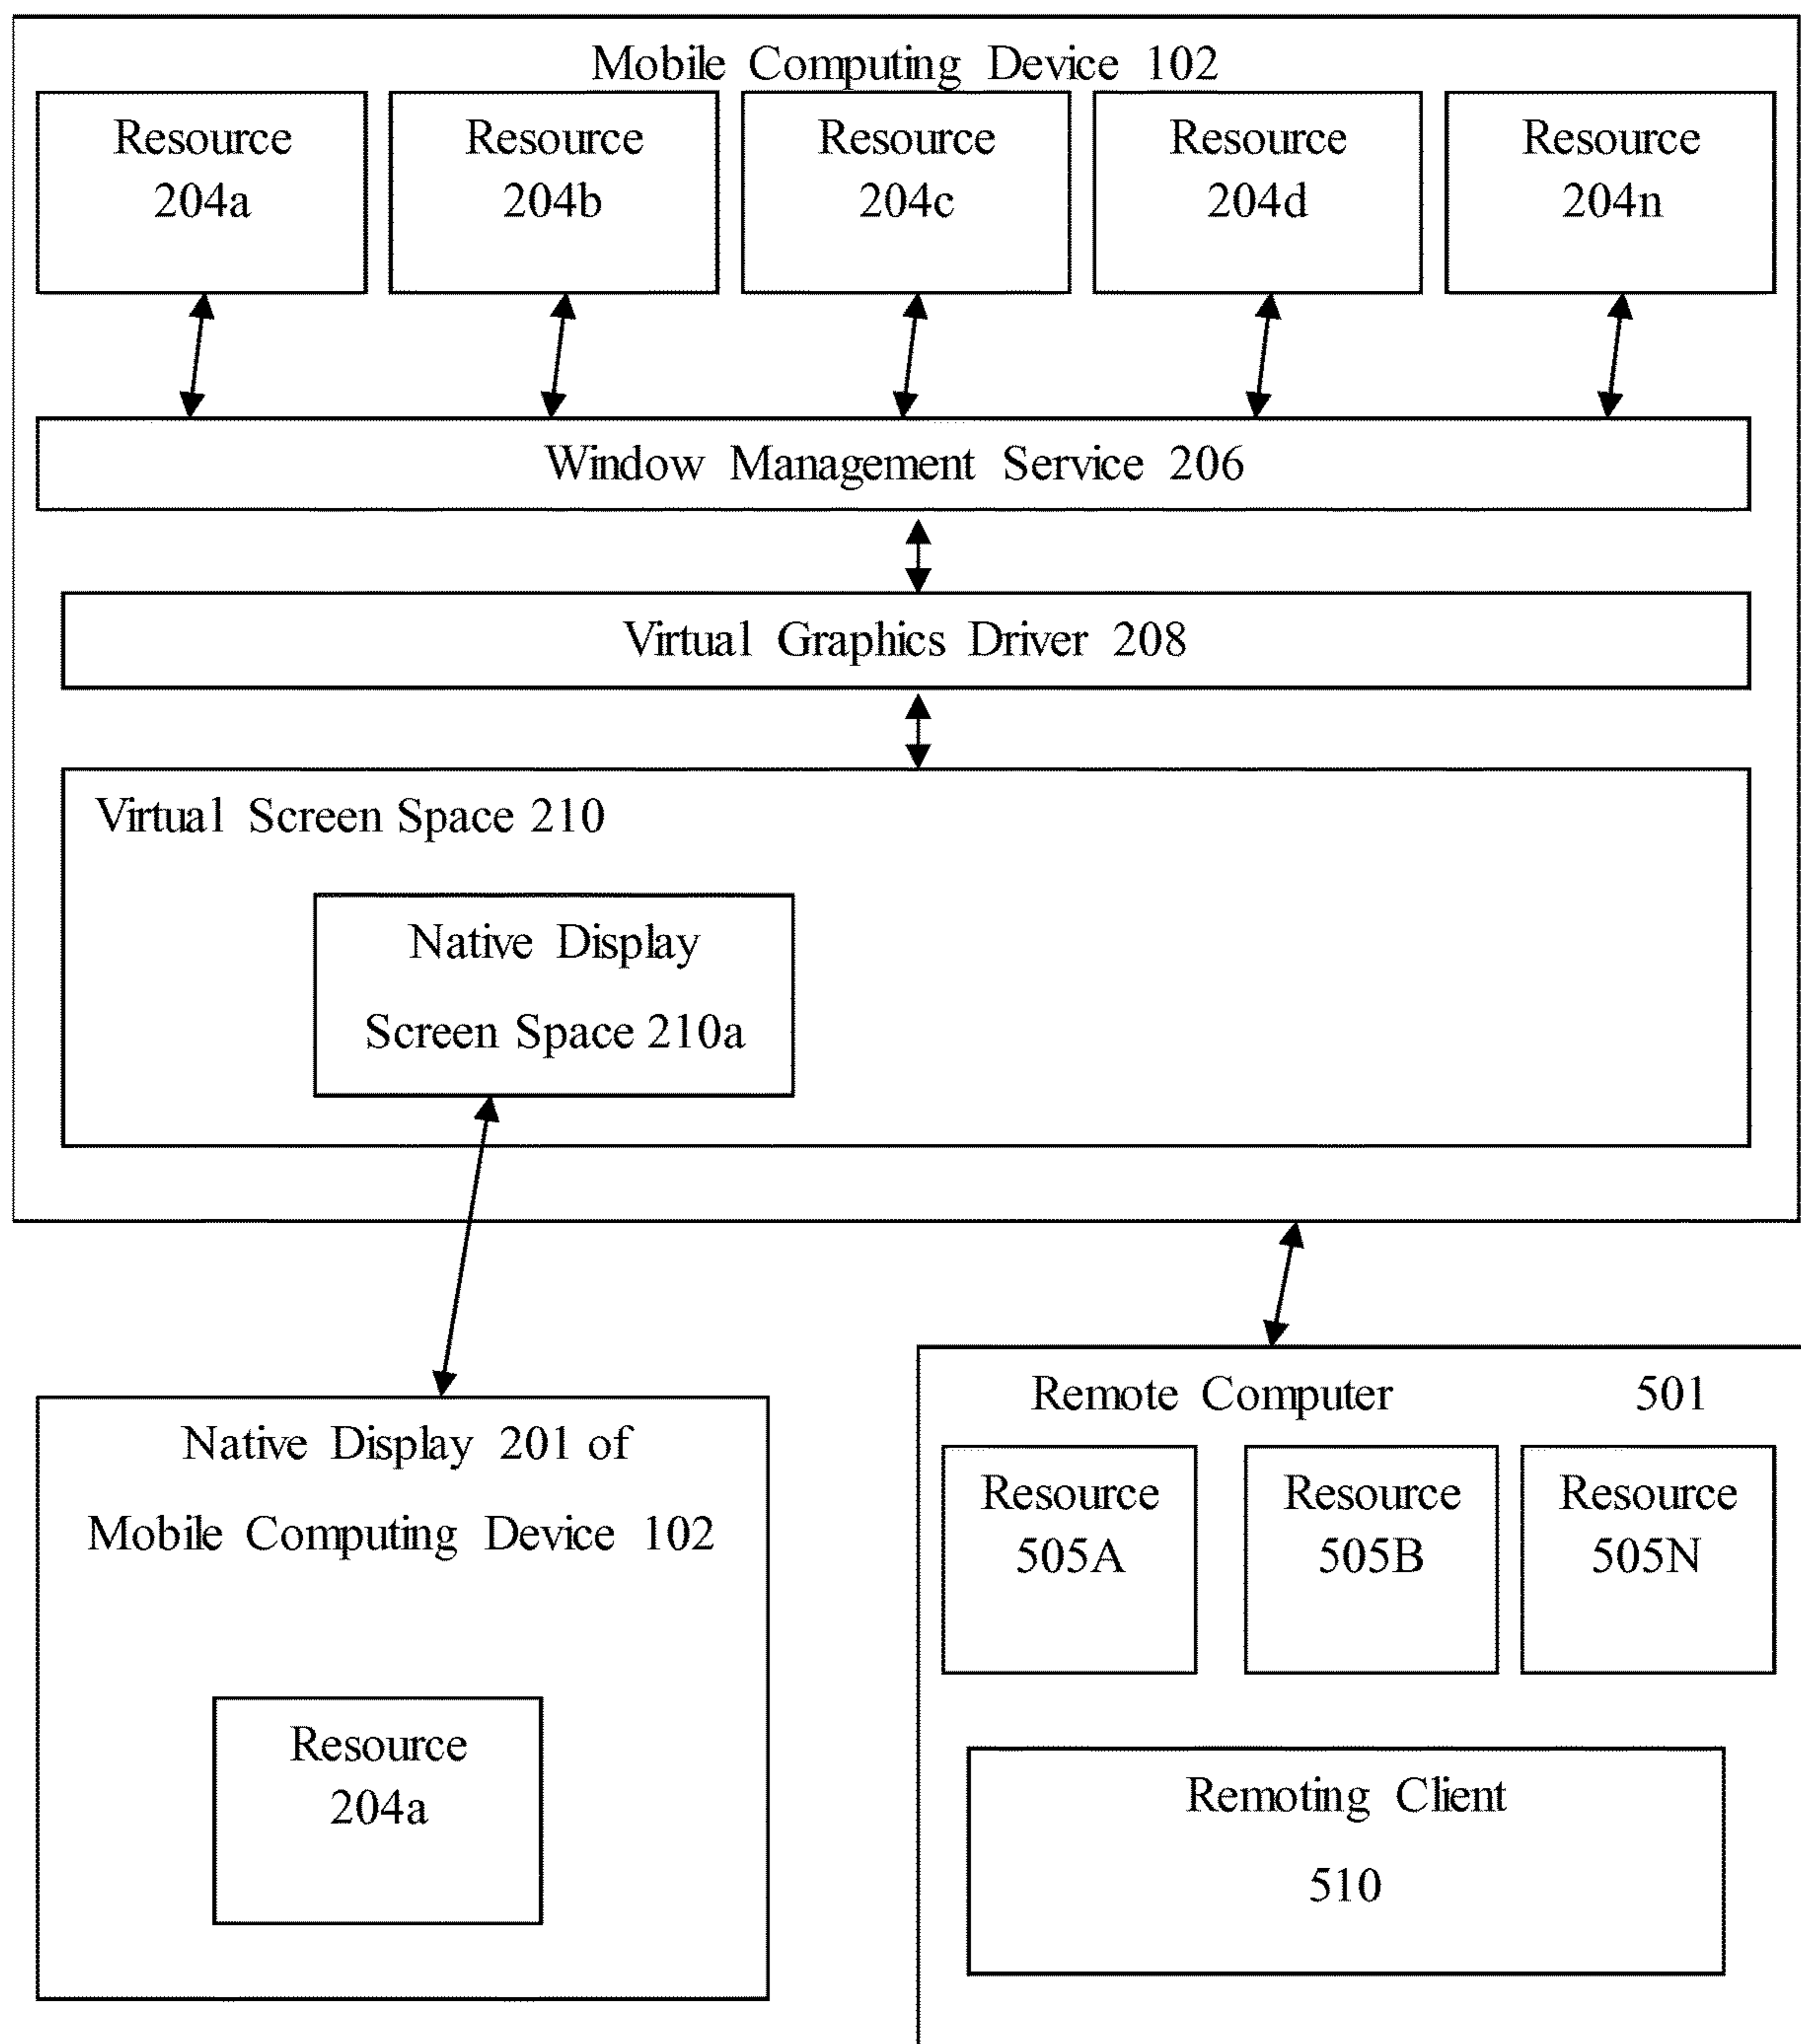 Mobile Computing Device 102
Resource
204a
Resource
204b
Resource
204c
Resource
204d
Resource
204n
Window Management Service 206
Virtual Graphics Driver 208
Virtual Screen Space 210
Native Display
Screen Space 210a
Native Display 201 of
Mobile Computing Device 102
Resource
204a
Remote Computer 501
Resource
505A
Resource
505B
Resource
505N
Remoting Client
510